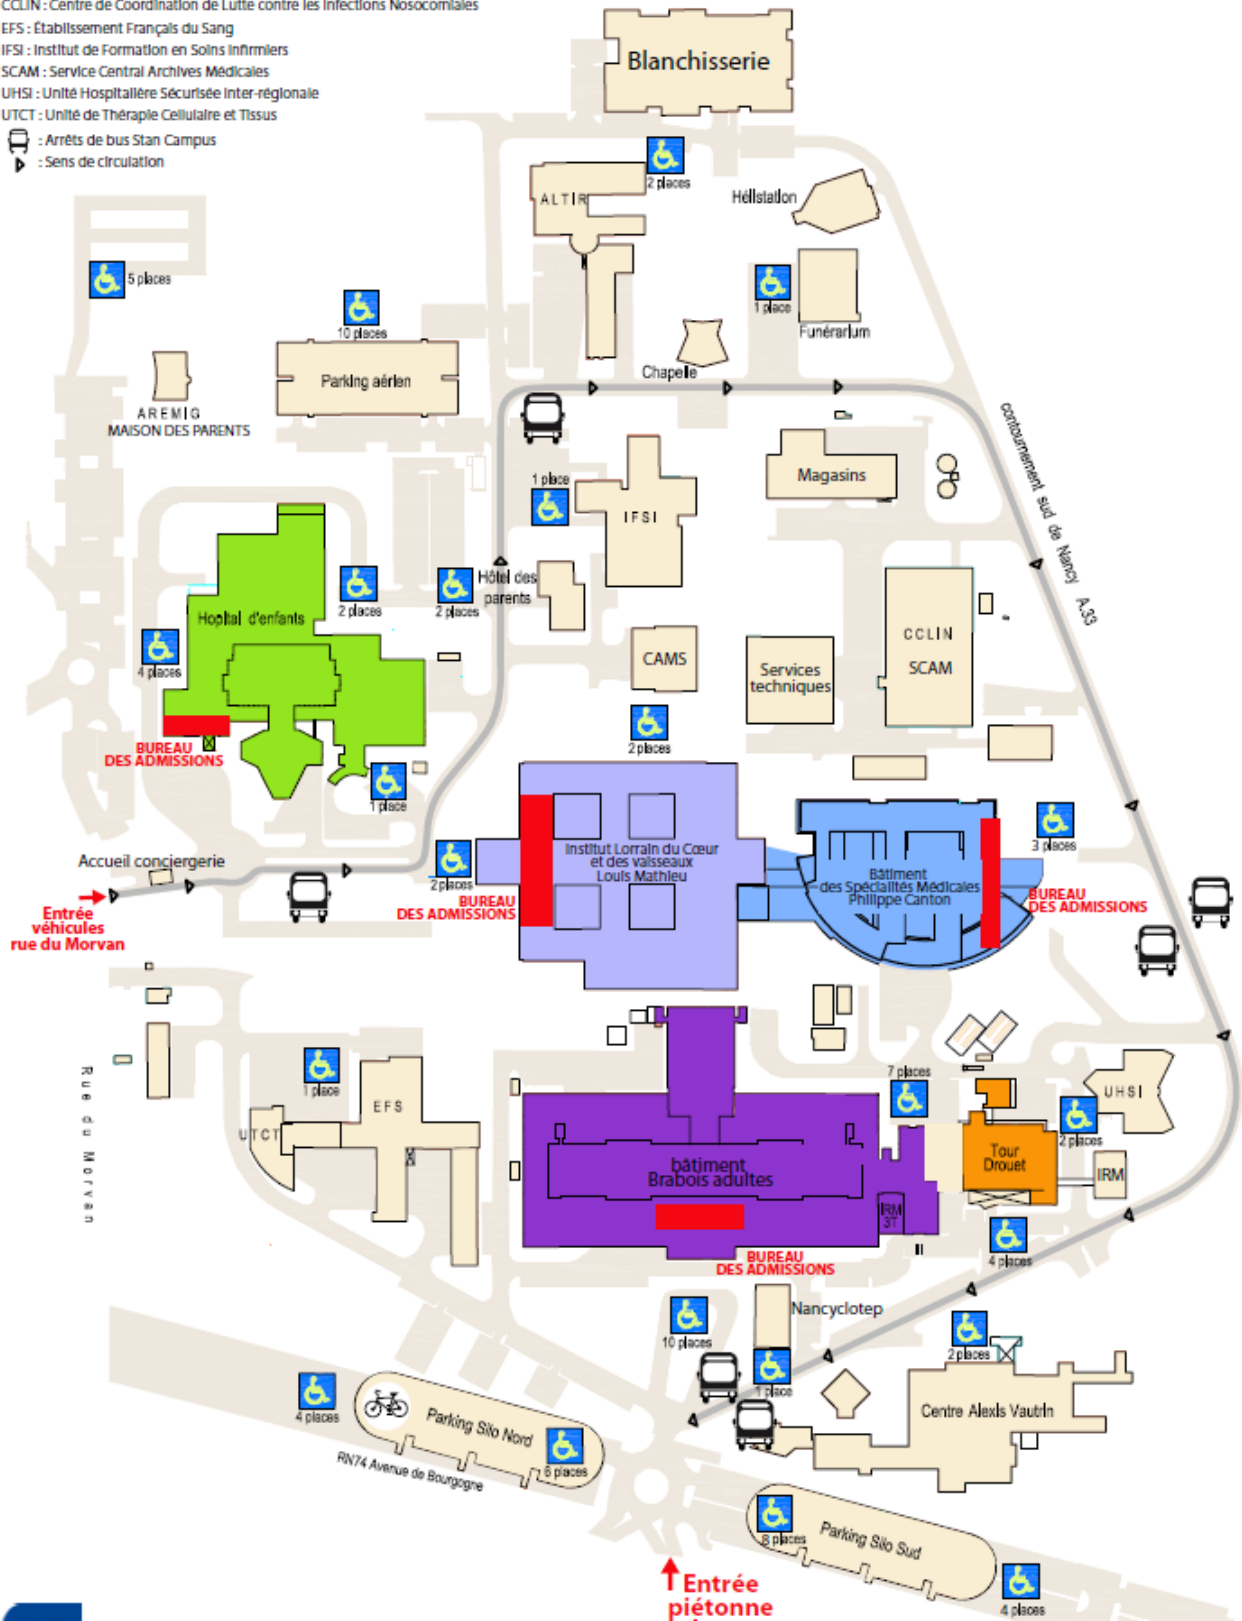 CCLIN : Centre de Coordination de Lutte contre les Infections Nosocomiales
EFS : Établissement Français du Sang
IFSI : Institut de Formation en Soins Infirmiers
SCAM : Service Central Archives Médicales
UHSI : Unité Hospitalière Sécurisée Inter-régionale
UTCT : Unité de Thérapie Cellulaire et Tissus
: Arrêts de bus Stan Campus
: Sens de circulation
Blanchisserie
2 places
ALTIR
Hélistation
5 places
10 places
1 place
Funérarium
Parking aérien
Chapelle
AREMIG
MAISON DES PARENTS
contournement sud de Nancy A.33
1 place
IFSI
Magasins
Hôtel des
parents
2 places
2 places
Hopital d'enfants
4 places
CCLIN
SCAM
CAMS
Services
techniques
2 places
BUREAU
DES ADMISSIONS
1 place
3 places
Institut Lorrain du Cœur
et des vaisseaux
Louis Mathieu
Bâtiment
des Spécialités Médicales
Philippe Canton
Accueil conciergerie
2 places
BUREAU
DES ADMISSIONS
BUREAU
DES ADMISSIONS
Entrée
véhicules
rue du Morvan
Rue du Morvan
1 place
EFS
UTCT
7 places
UHSI
2 places
Tour
Drouet
IRM
bâtiment
Brabois adultes
IRM
3T
BUREAU
DES ADMISSIONS
4 places
Nancyclotep
10 places
1 place
2 places
Centre Alexis Vautrin
4 places
Parking Silo Nord
6 places
RN74 Avenue de Bourgogne
8 places
Parking Silo Sud
4 places
Entrée
piétonne